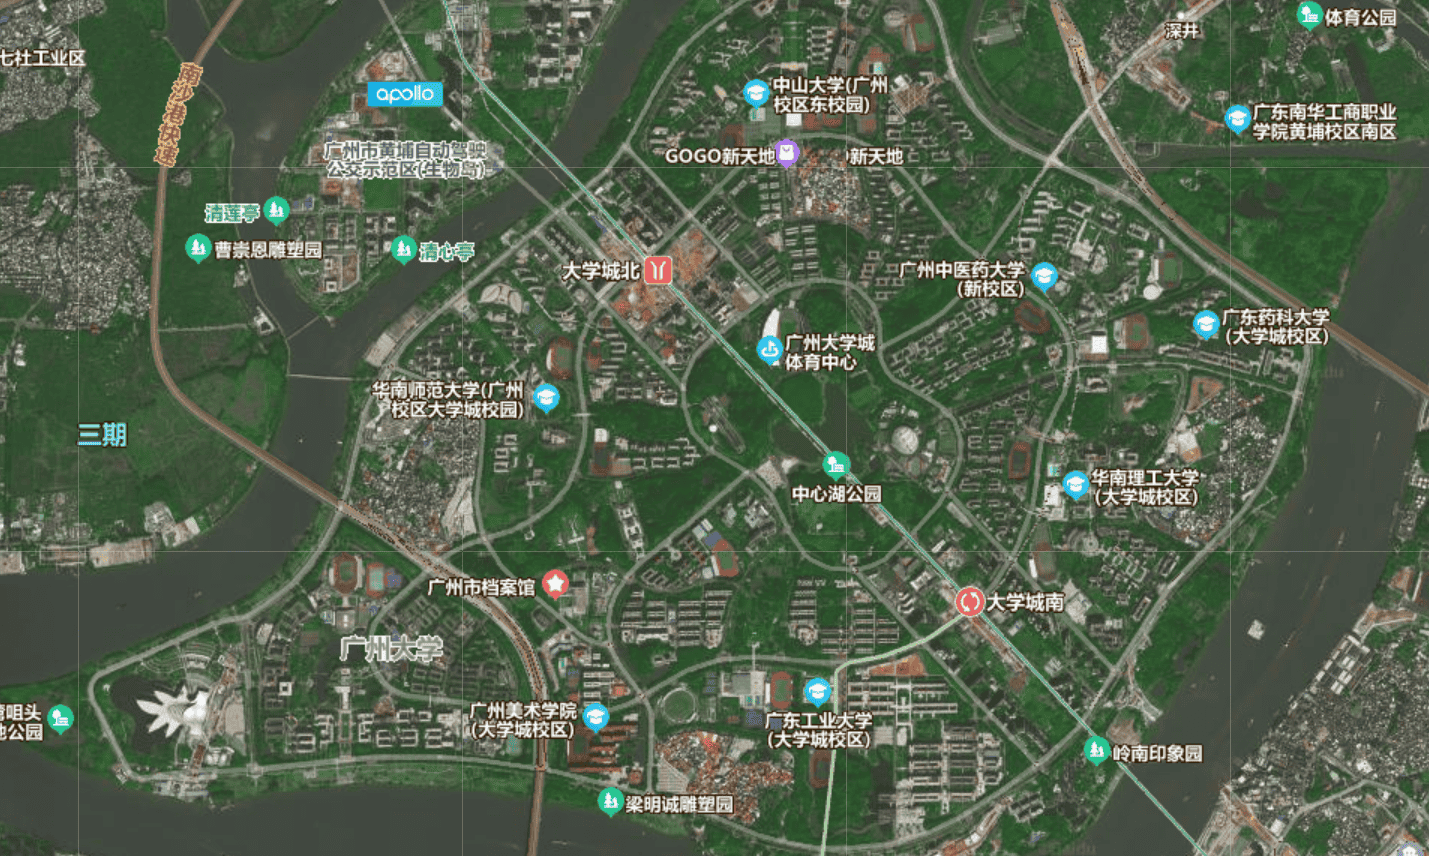 体育公园
深井
七社工业区
南沙港快速
apollo
中山大学(广州
校区东校园)
广东南华工商职业
学院黄埔校区南区
广州市黄埔自动驾驶
公交示范区(生物岛)
GOGO新天地
新天地
清莲亭
曹崇恩雕塑园
清心亭
大学城北
广州中医药大学
(新校区)
广东药科大学
(大学城校区)
广州大学城
体育中心
华南师范大学(广州
校区大学城校园)
三期
中心湖公园
华南理工大学
(大学城校区)
广州市档案馆
大学城南
广州大学
咀头
地公园
广州美术学院
(大学城校区)
广东工业大学
(大学城校区)
岭南印象园
梁明诚雕塑园